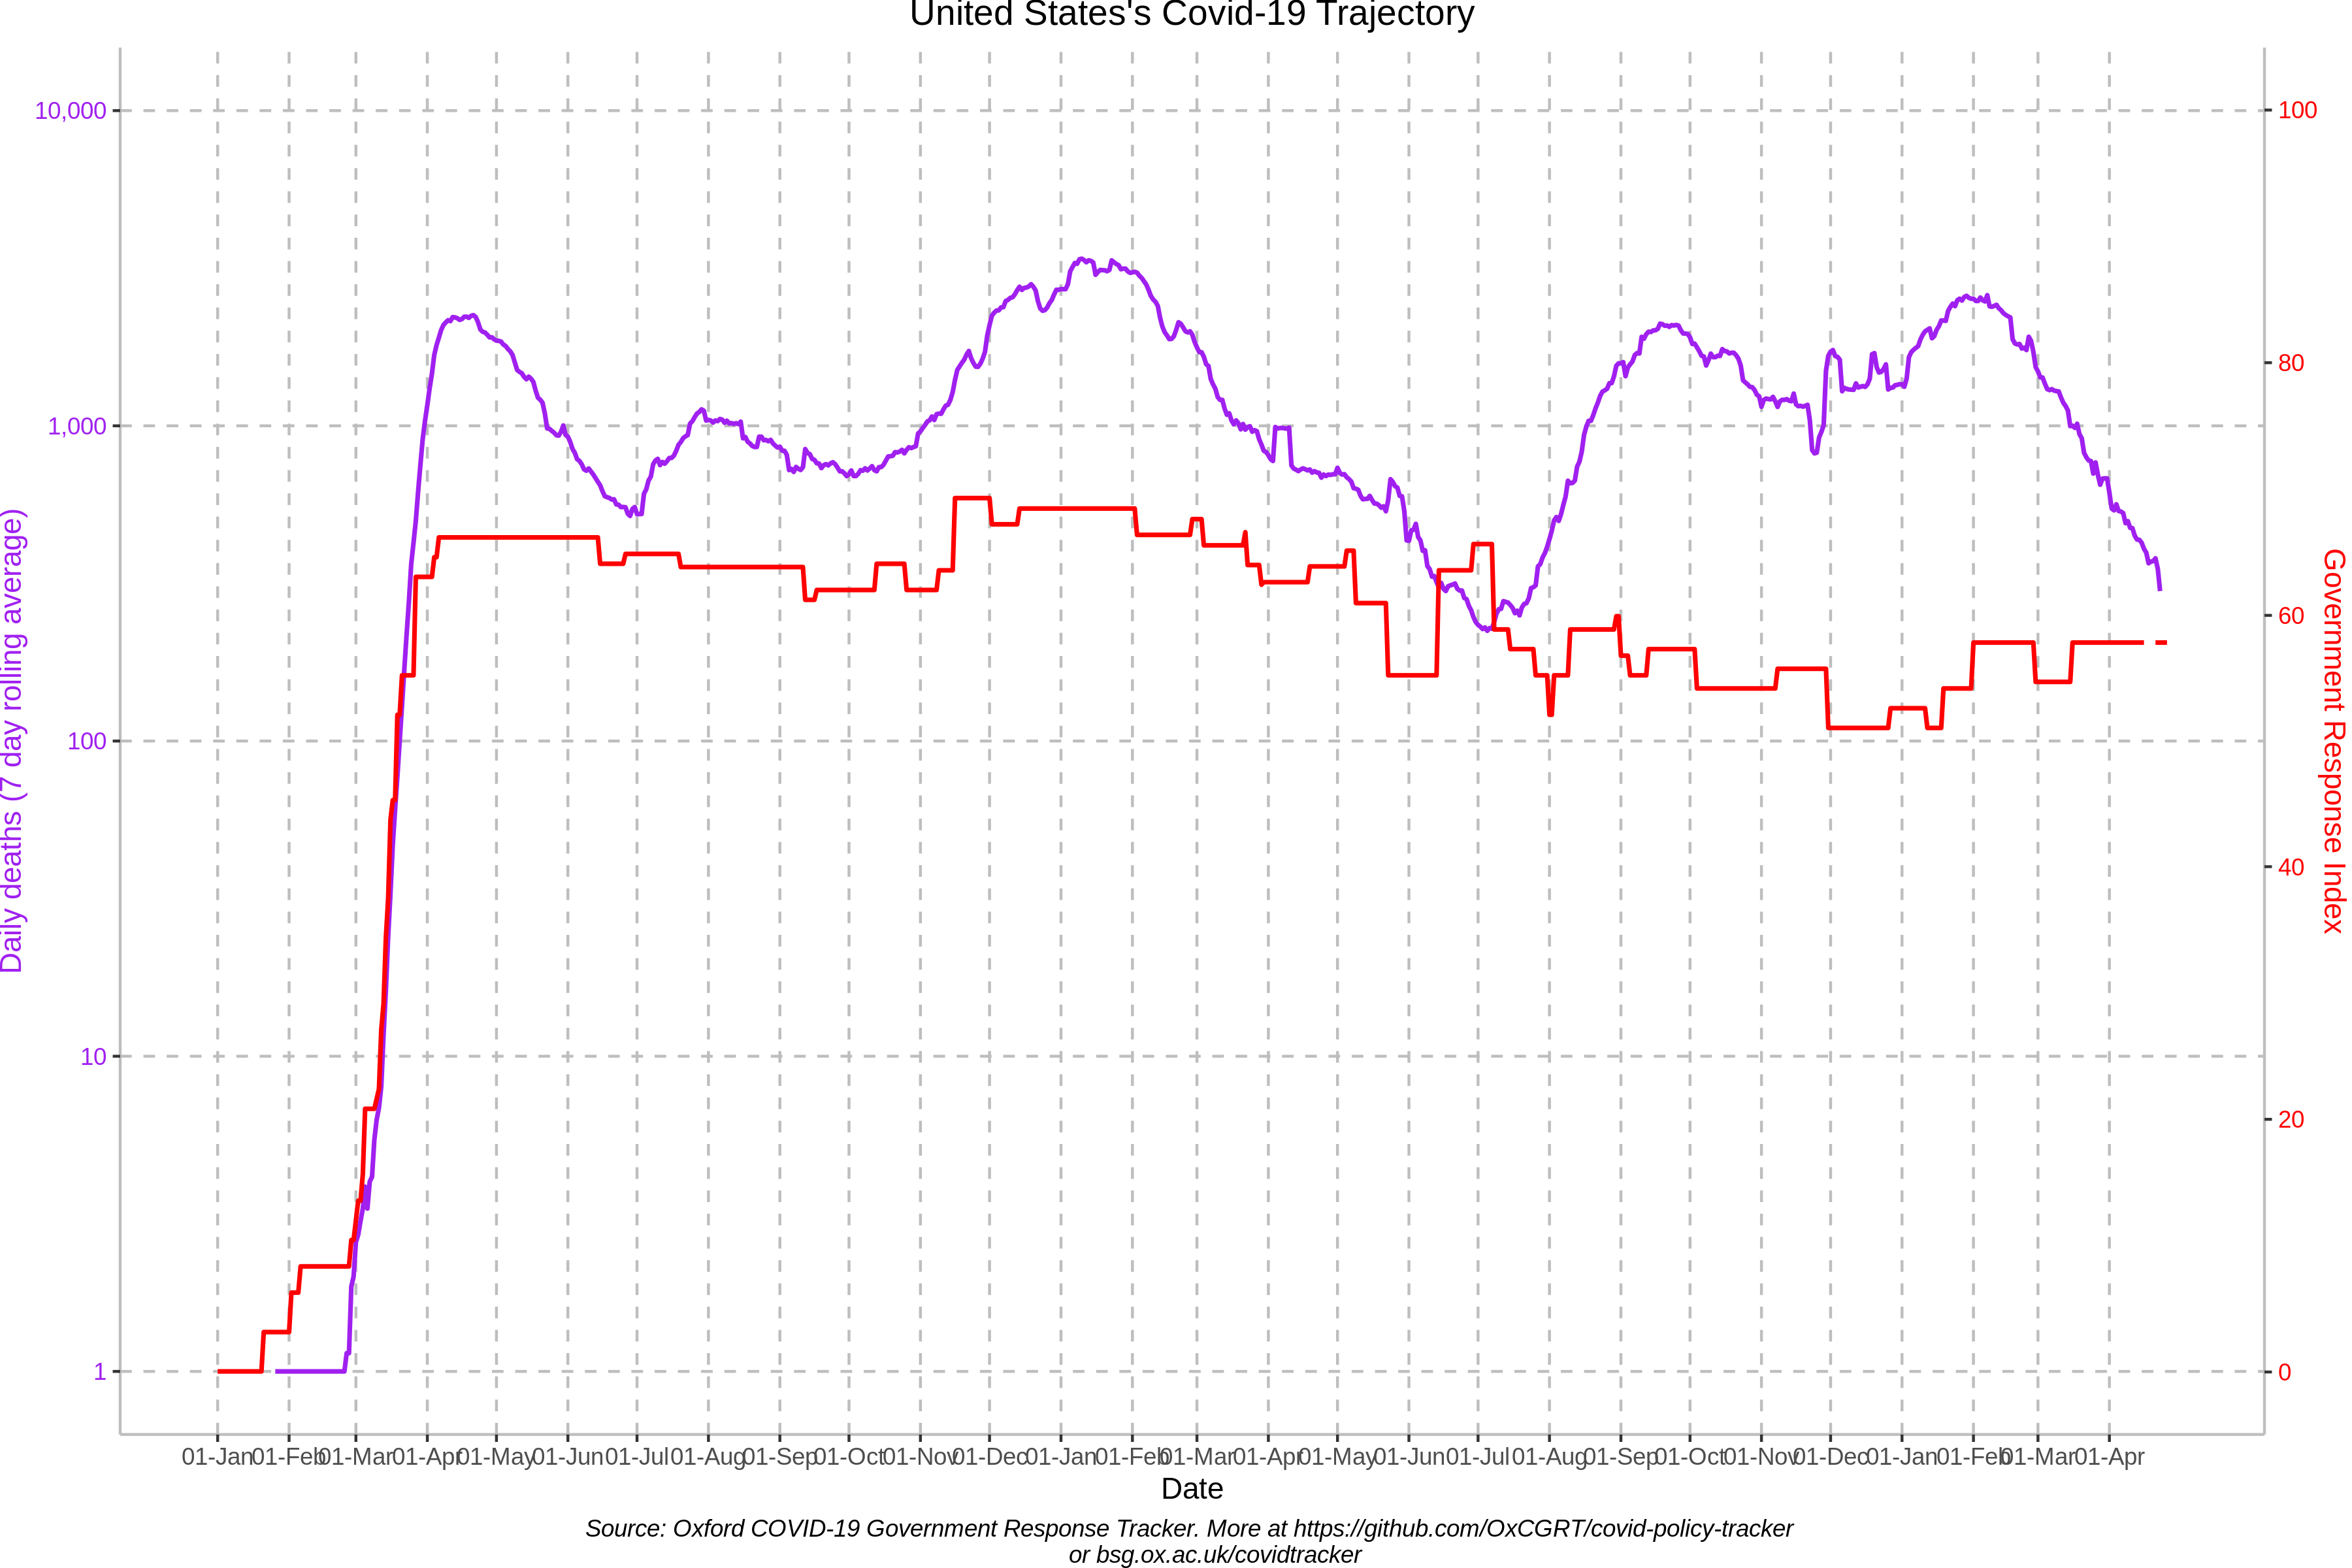 United States's Covid-19 Trajectory
10,000
1,000
100
10
1
Daily deaths (7 day rolling average)
100
80
60
40
20
0
Government Response Index
01-Jan 01-Feb 01-Mar 01-Apr 01-May 01-Jun 01-Jul 01-Aug 01-Sep 01-Oct 01-Nov 01-Dec 01-Jan 01-Feb 01-Mar 01-Apr 01-May 01-Jun 01-Jul 01-Aug 01-Sep 01-Oct 01-Nov 01-Dec 01-Jan 01-Feb 01-Mar 01-Apr
Date
Source: Oxford COVID-19 Government Response Tracker. More at https://github.com/OxCGRT/covid-policy-tracker
or bsg.ox.ac.uk/covidtracker